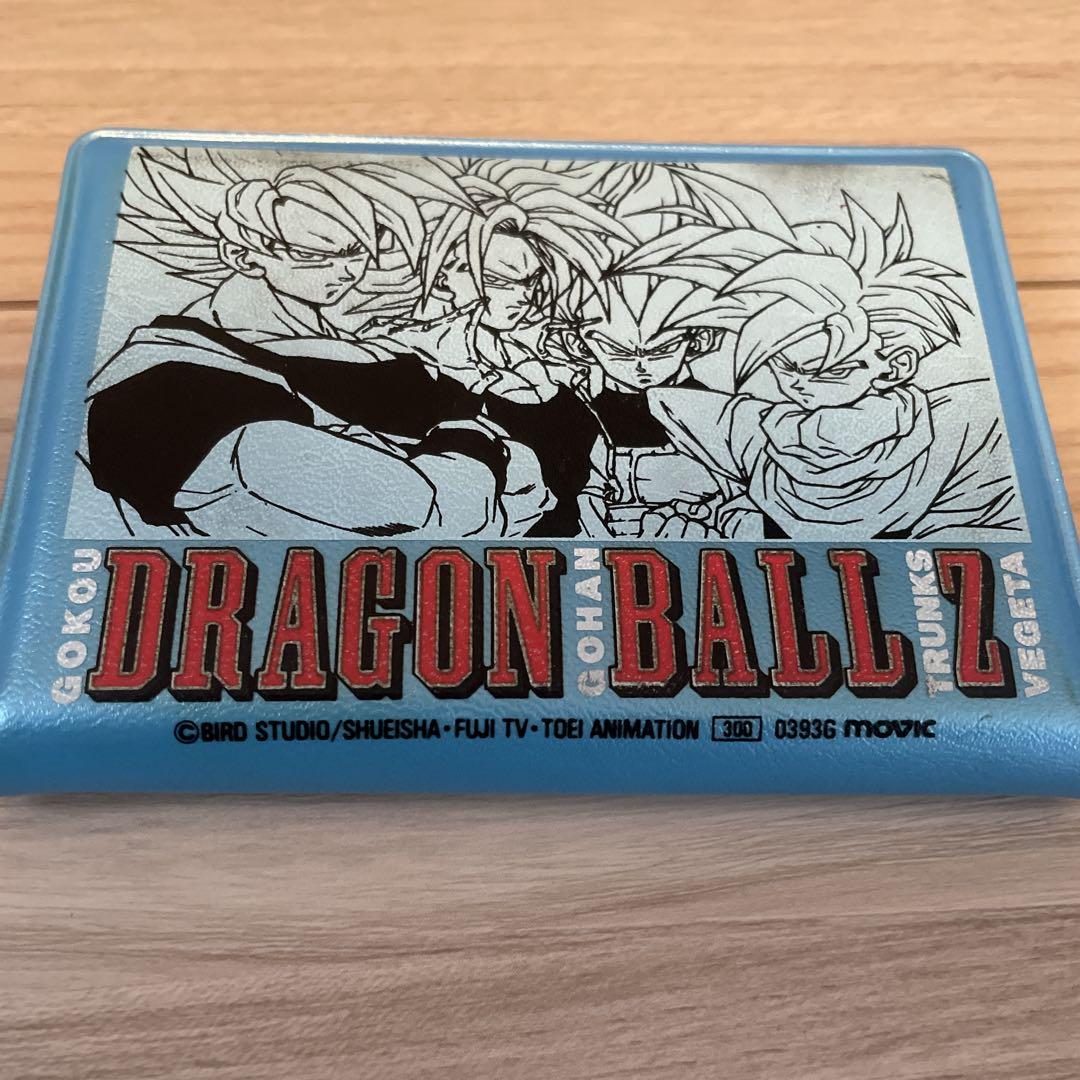 GOKOU
DRAGON
GOHAN
BALL
TRUNKS
Z
VEGETA
©BIRD STUDIO/SHUEISHA・FUJI TV・TOEI ANIMATION 300 03936 movic